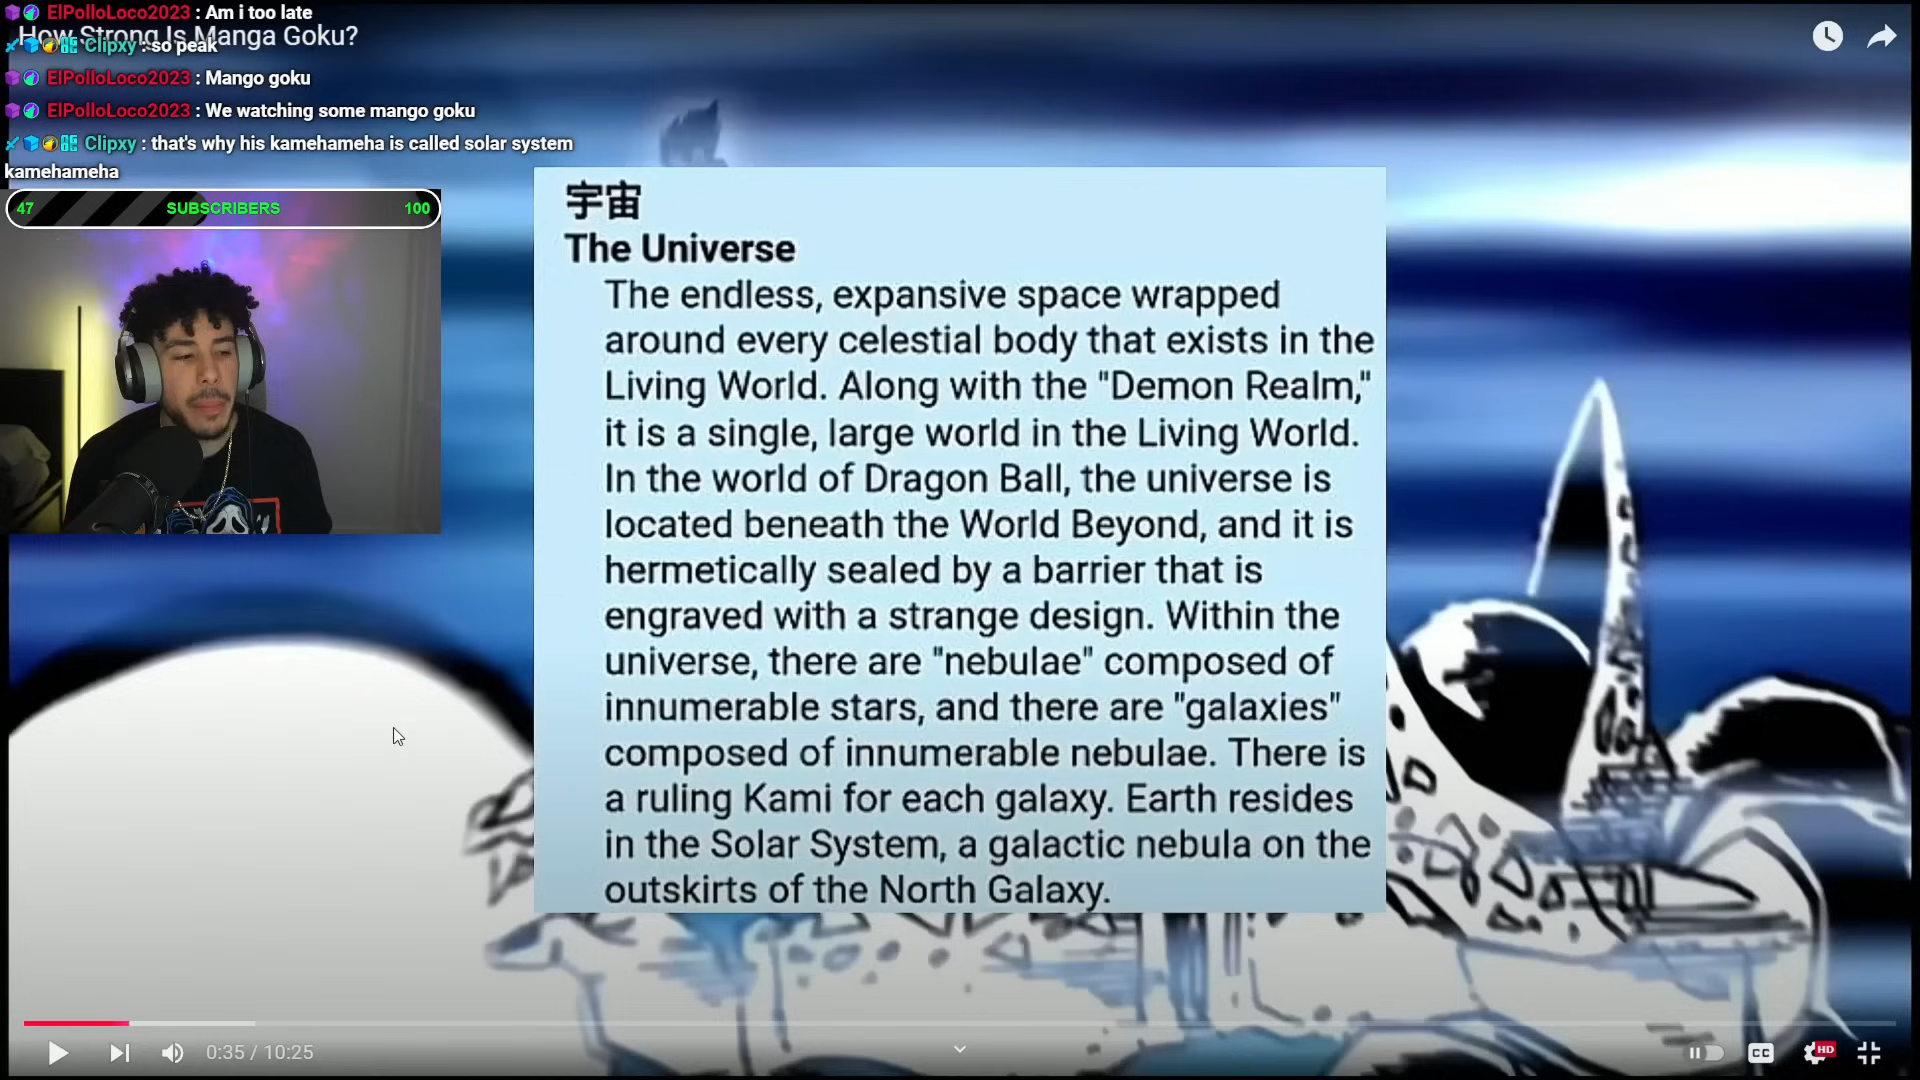 ElPolloLoco2023 : Am i too late
How Strong Is Manga Goku?
Clipxy : so peak
ElPolloLoco2023 : Mango goku
ElPolloLoco2023 : We watching some mango goku
Clipxy : that's why his kamehameha is called solar system
kamehameha
47 SUBSCRIBERS 100
宇宙
The Universe
The endless, expansive space wrapped
around every celestial body that exists in the
Living World. Along with the "Demon Realm,"
it is a single, large world in the Living World.
In the world of Dragon Ball, the universe is
located beneath the World Beyond, and it is
hermetically sealed by a barrier that is
engraved with a strange design. Within the
universe, there are "nebulae" composed of
innumerable stars, and there are "galaxies"
composed of innumerable nebulae. There is
a ruling Kami for each galaxy. Earth resides
in the Solar System, a galactic nebula on the
outskirts of the North Galaxy.
0:35 / 10:25
CC
HD